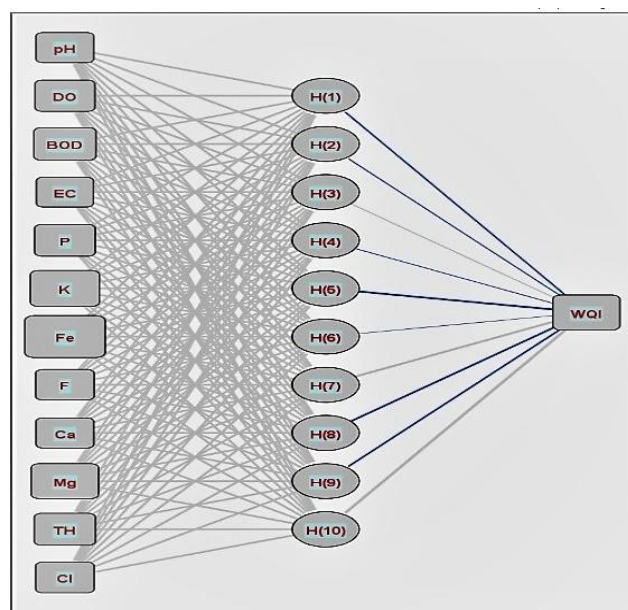 pH
DO
BOD
EC
P
K
Fe
F
Ca
Mg
TH
Cl
H(1)
H(2)
H(3)
H(4)
H(5)
H(6)
H(7)
H(8)
H(9)
H(10)
WQI